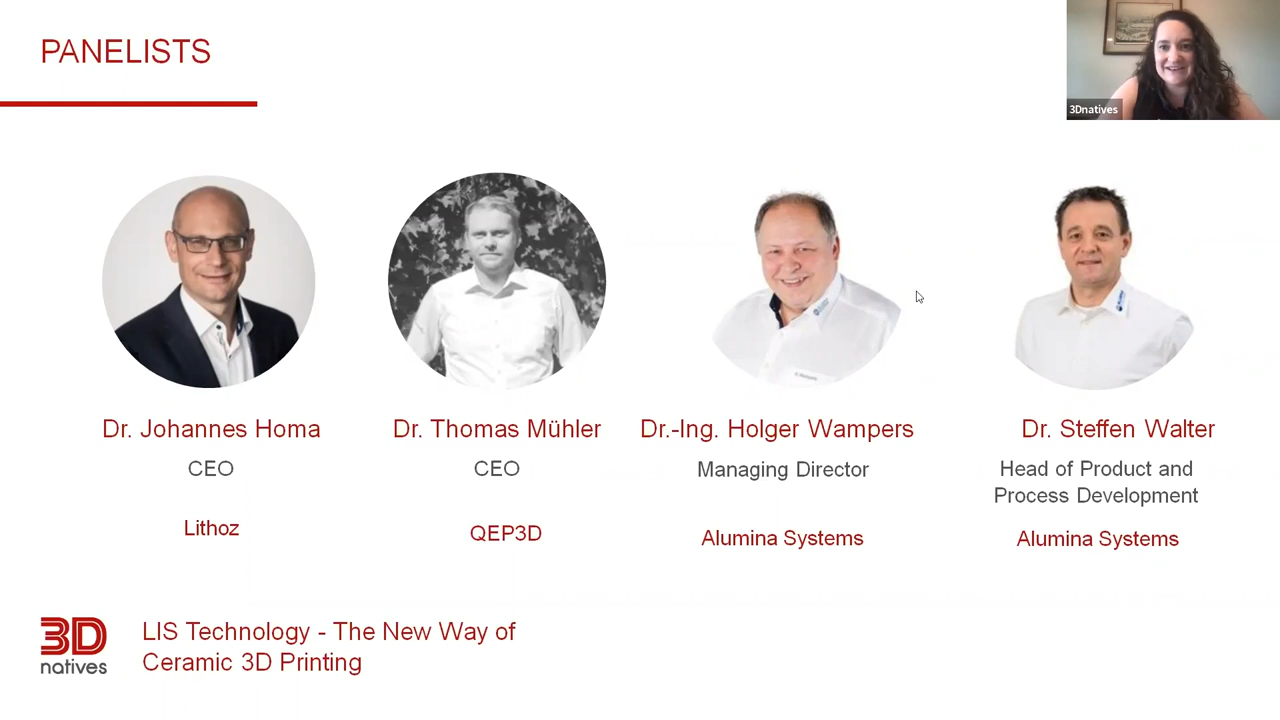 PANELISTS
3Dnatives
Dr. Johannes Homa
CEO
Lithoz
Dr. Thomas Mühler
CEO
QEP3D
Dr.-Ing. Holger Wampers
Managing Director
Alumina Systems
Dr. Steffen Walter
Head of Product and
Process Development
Alumina Systems
3D
natives
LIS Technology - The New Way of
Ceramic 3D Printing